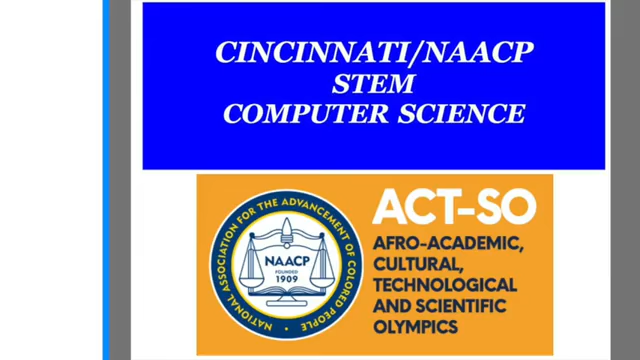 CINCINNATI/NAACP
STEM
COMPUTER SCIENCE
NATIONAL ASSOCIATION FOR THE ADVANCEMENT OF COLORED PEOPLE
NAACP
FOUNDED
1909
ACT-SO
AFRO-ACADEMIC,
CULTURAL,
TECHNOLOGICAL
AND SCIENTIFIC
OLYMPICS